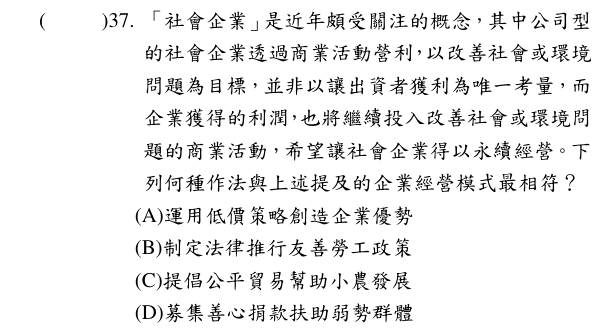 (　　)37. 「社會企業」是近年頗受關注的概念，其中公司型
的社會企業透過商業活動營利，以改善社會或環境
問題為目標，並非以讓出資者獲利為唯一考量，而
企業獲得的利潤，也將繼續投入改善社會或環境問
題的商業活動，希望讓社會企業得以永續經營。下
列何種作法與上述提及的企業經營模式最相符？
(A)運用低價策略創造企業優勢
(B)制定法律推行友善勞工政策
(C)提倡公平貿易幫助小農發展
(D)募集善心捐款扶助弱勢群體